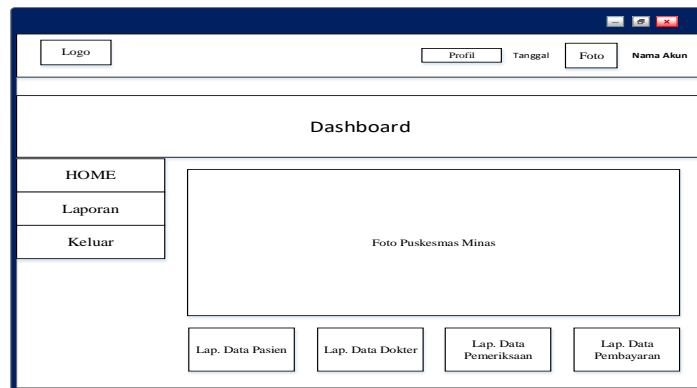 Logo
Profil Tanggal Foto Nama Akun
Dashboard
HOME
Laporan
Keluar
Foto Puskesmas Minas
Lap. Data Pasien
Lap. Data Dokter
Lap. Data
Pemeriksaan
Lap. Data
Pembayaran